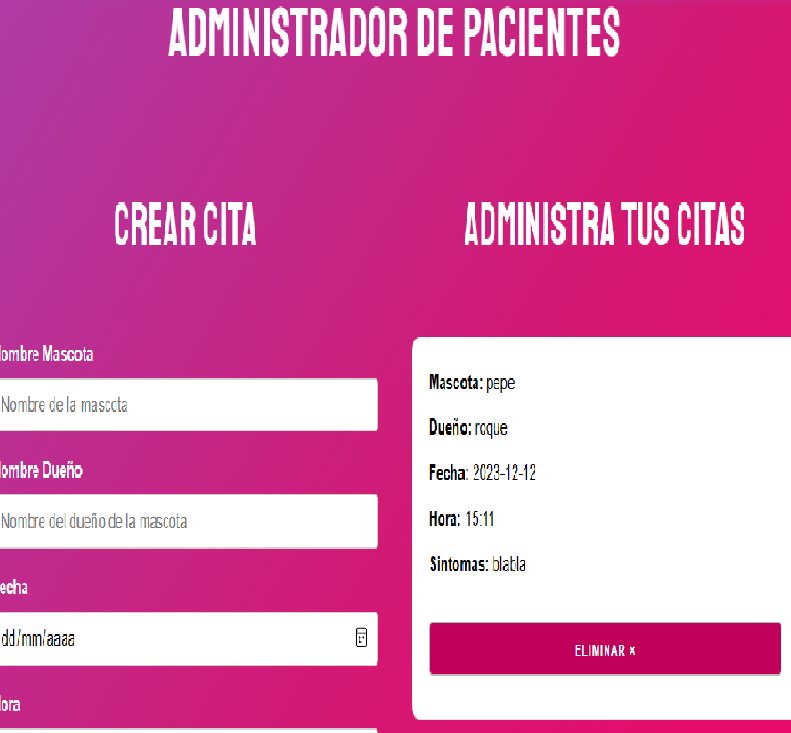 ADMINISTRADOR DE PACIENTES
CREAR CITA
ombre Mascota
Nombre de la mascota
ombre Dueño
Nombre del dueño de la mascota
echa
dd/mm/aaaa
ora
ADMINISTRA TUS CITAS
Mascota: pepe
Dueño: roque
Fecha: 2023-12-12
Hora: 15:11
Sintomas: blabla
ELIMINAR ×